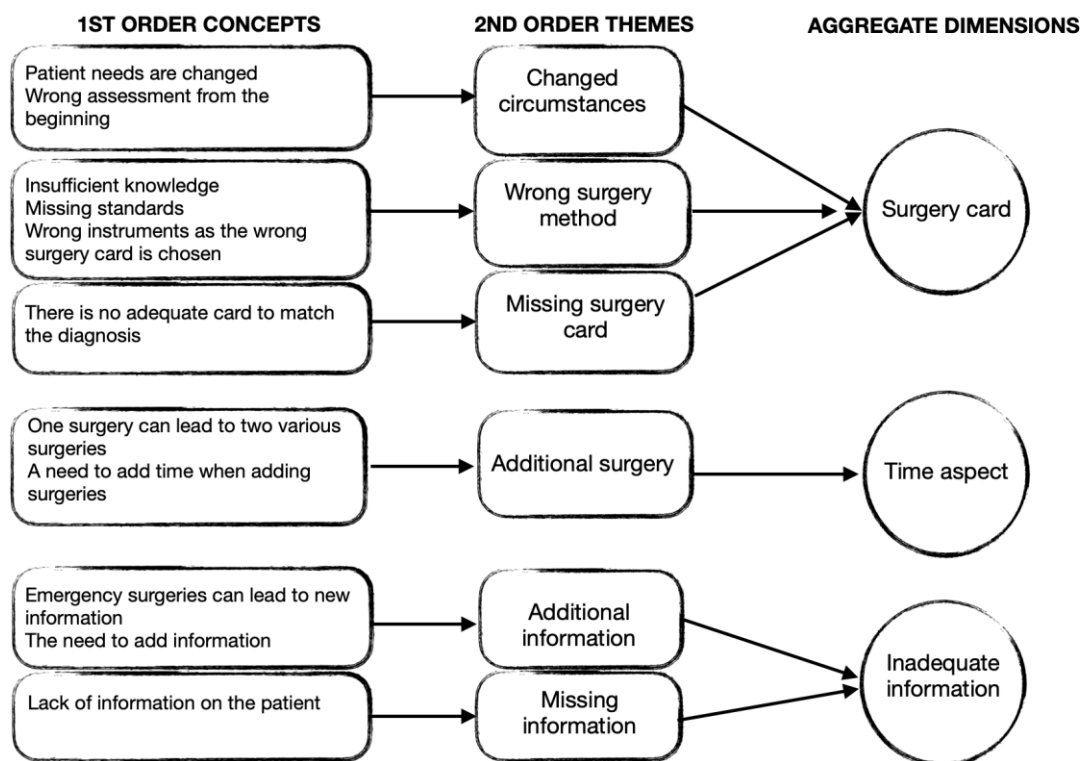 1ST ORDER CONCEPTS
2ND ORDER THEMES
AGGREGATE DIMENSIONS
Patient needs are changed
Wrong assessment from the
beginning
Changed
circumstances
Insufficient knowledge
Missing standards
Wrong instruments as the wrong
surgery card is chosen
Wrong surgery
method
Surgery card
There is no adequate card to match
the diagnosis
Missing surgery
card
One surgery can lead to two various
surgeries
A need to add time when adding
surgeries
Additional surgery
Time aspect
Emergency surgeries can lead to new
information
The need to add information
Additional
information
Inadequate
information
Lack of information on the patient
Missing
information